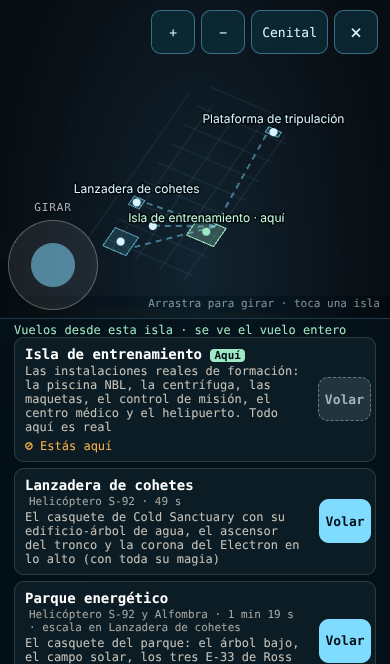 +
−
Cenital
✕
Plataforma de tripulación
Lanzadera de cohetes
Isla de entrenamiento · aquí
GIRAR
Arrastra para girar · toca una isla
Vuelos desde esta isla · se ve el vuelo entero
Isla de entrenamiento Aquí
Las instalaciones reales de formación:
la piscina NBL, la centrífuga, las
maquetas, el control de misión, el
centro médico y el helipuerto. Todo
aquí es real
⊘ Estás aquí
Volar
Lanzadera de cohetes
Helicóptero S-92 · 49 s
El casquete de Cold Sanctuary con su
edificio-árbol de agua, el ascensor
del tronco y la corona del Electron en
lo alto (con toda su magia)
Volar
Parque energético
Helicóptero S-92 y Alfombra · 1 min 19 s
· escala en Lanzadera de cohetes
El casquete del parque: el árbol bajo,
el campo solar, los tres E-33 de Ross
Volar